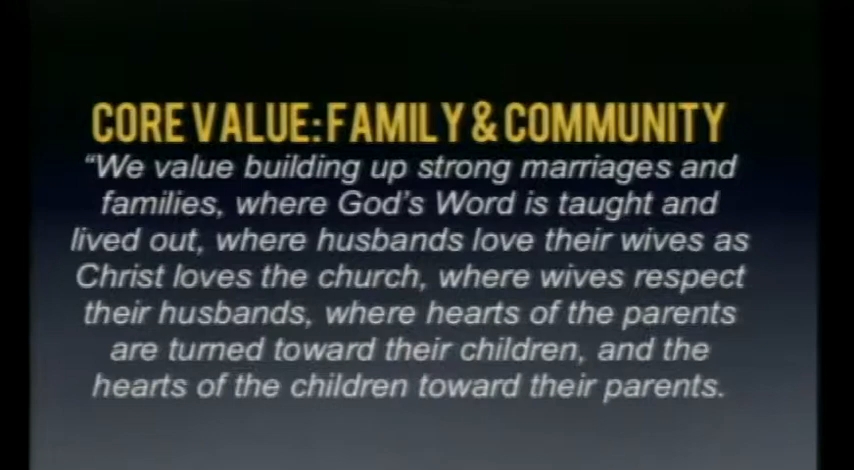 CORE VALUE: FAMILY & COMMUNITY
“We value building up strong marriages and
families, where God’s Word is taught and
lived out, where husbands love their wives as
Christ loves the church, where wives respect
their husbands, where hearts of the parents
are turned toward their children, and the
hearts of the children toward their parents.